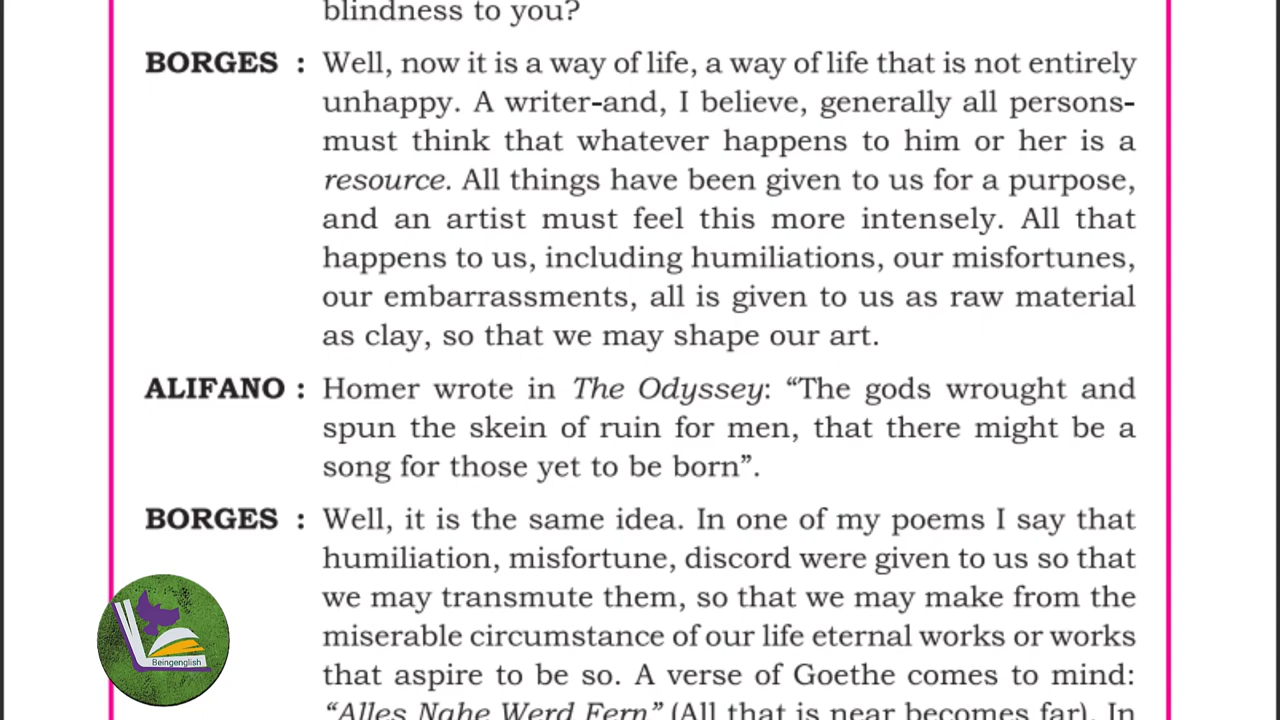 blindness to you?
BORGES : Well, now it is a way of life, a way of life that is not entirely
unhappy. A writer-and, I believe, generally all persons-
must think that whatever happens to him or her is a
resource. All things have been given to us for a purpose,
and an artist must feel this more intensely. All that
happens to us, including humiliations, our misfortunes,
our embarrassments, all is given to us as raw material
as clay, so that we may shape our art.
ALIFANO : Homer wrote in The Odyssey: “The gods wrought and
spun the skein of ruin for men, that there might be a
song for those yet to be born”.
BORGES : Well, it is the same idea. In one of my poems I say that
humiliation, misfortune, discord were given to us so that
we may transmute them, so that we may make from the
miserable circumstance of our life eternal works or works
that aspire to be so. A verse of Goethe comes to mind:
“Alles Nahe Werd Fern” (All that is near becomes far). In
Beingenglish